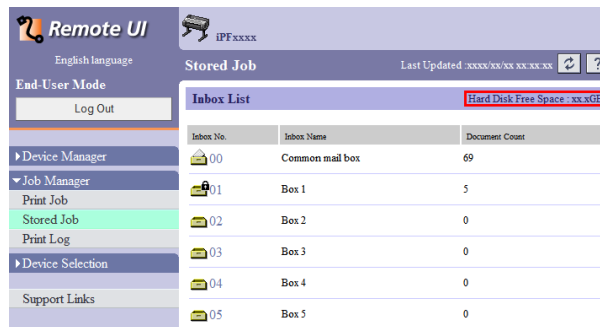 Remote UI
iPFxxxx
English language
Stored Job
Last Updated :xxxx/xx/xx xx:xx:xx
?
End-User Mode
Log Out
Inbox List
Hard Disk Free Space : xx.xGB
Inbox No.
Inbox Name
Document Count
00
Common mail box
69
Device Manager
Job Manager
01
Box 1
5
Print Job
Stored Job
02
Box 2
0
Print Log
03
Box 3
0
Device Selection
04
Box 4
0
Support Links
05
Box 5
0